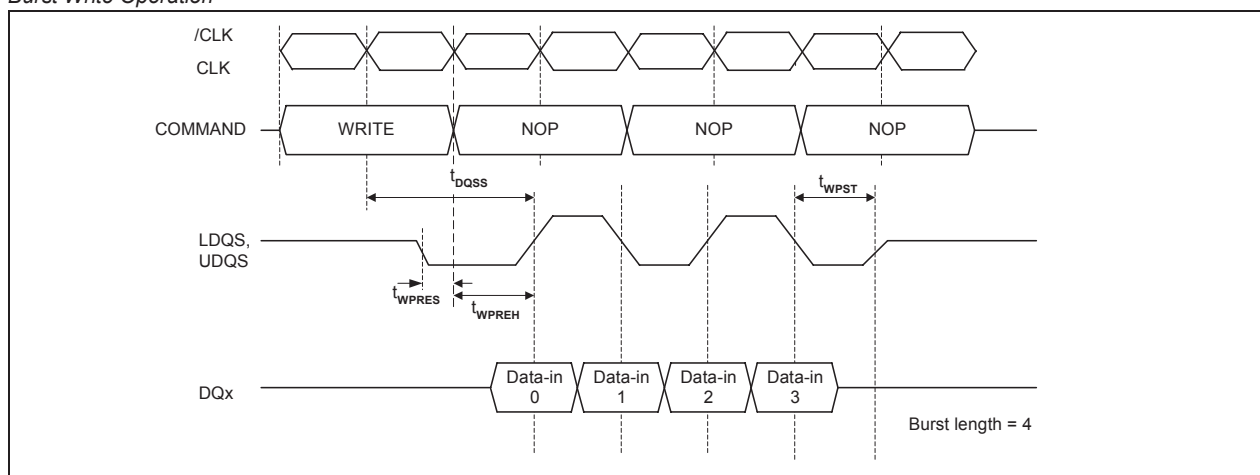 Burst Write Operation
/CLK
CLK
COMMAND WRITE NOP NOP NOP
tDQSS
tWPST
LDQS,
UDQS
tWPRES
tWPREH
DQx
Data-in 0
Data-in 1
Data-in 2
Data-in 3
Burst length = 4